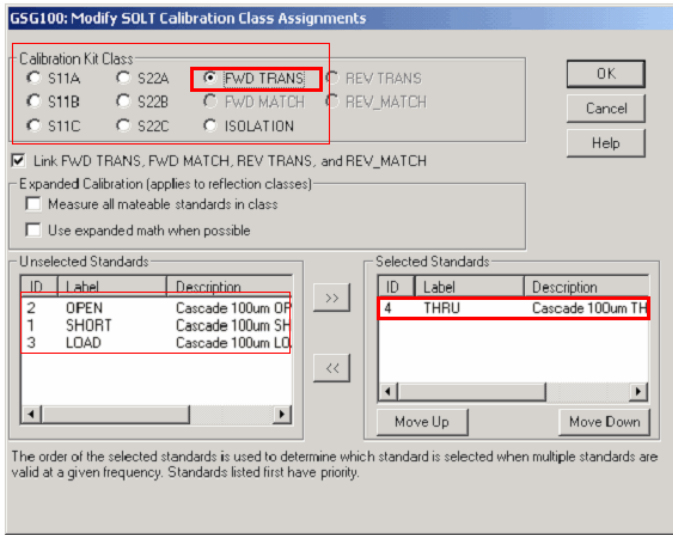 GSG100: Modify SOLT Calibration Class Assignments
Calibration Kit Class
S11A S22A FWD TRANS REV TRANS
S11B S22B FWD MATCH REV_MATCH
S11C S22C ISOLATION
OK
Cancel
Help
Link FWD TRANS, FWD MATCH, REV TRANS, and REV_MATCH
Expanded Calibration (applies to reflection classes)
Measure all mateable standards in class
Use expanded math when possible
Unselected Standards
ID Label Description
2 OPEN Cascade 100um OP
1 SHORT Cascade 100um SH
3 LOAD Cascade 100um LO
>>
<<
Selected Standards
ID Label Description
4 THRU Cascade 100um TH
Move Up Move Down
The order of the selected standards is used to determine which standard is selected when multiple standards are
valid at a given frequency. Standards listed first have priority.